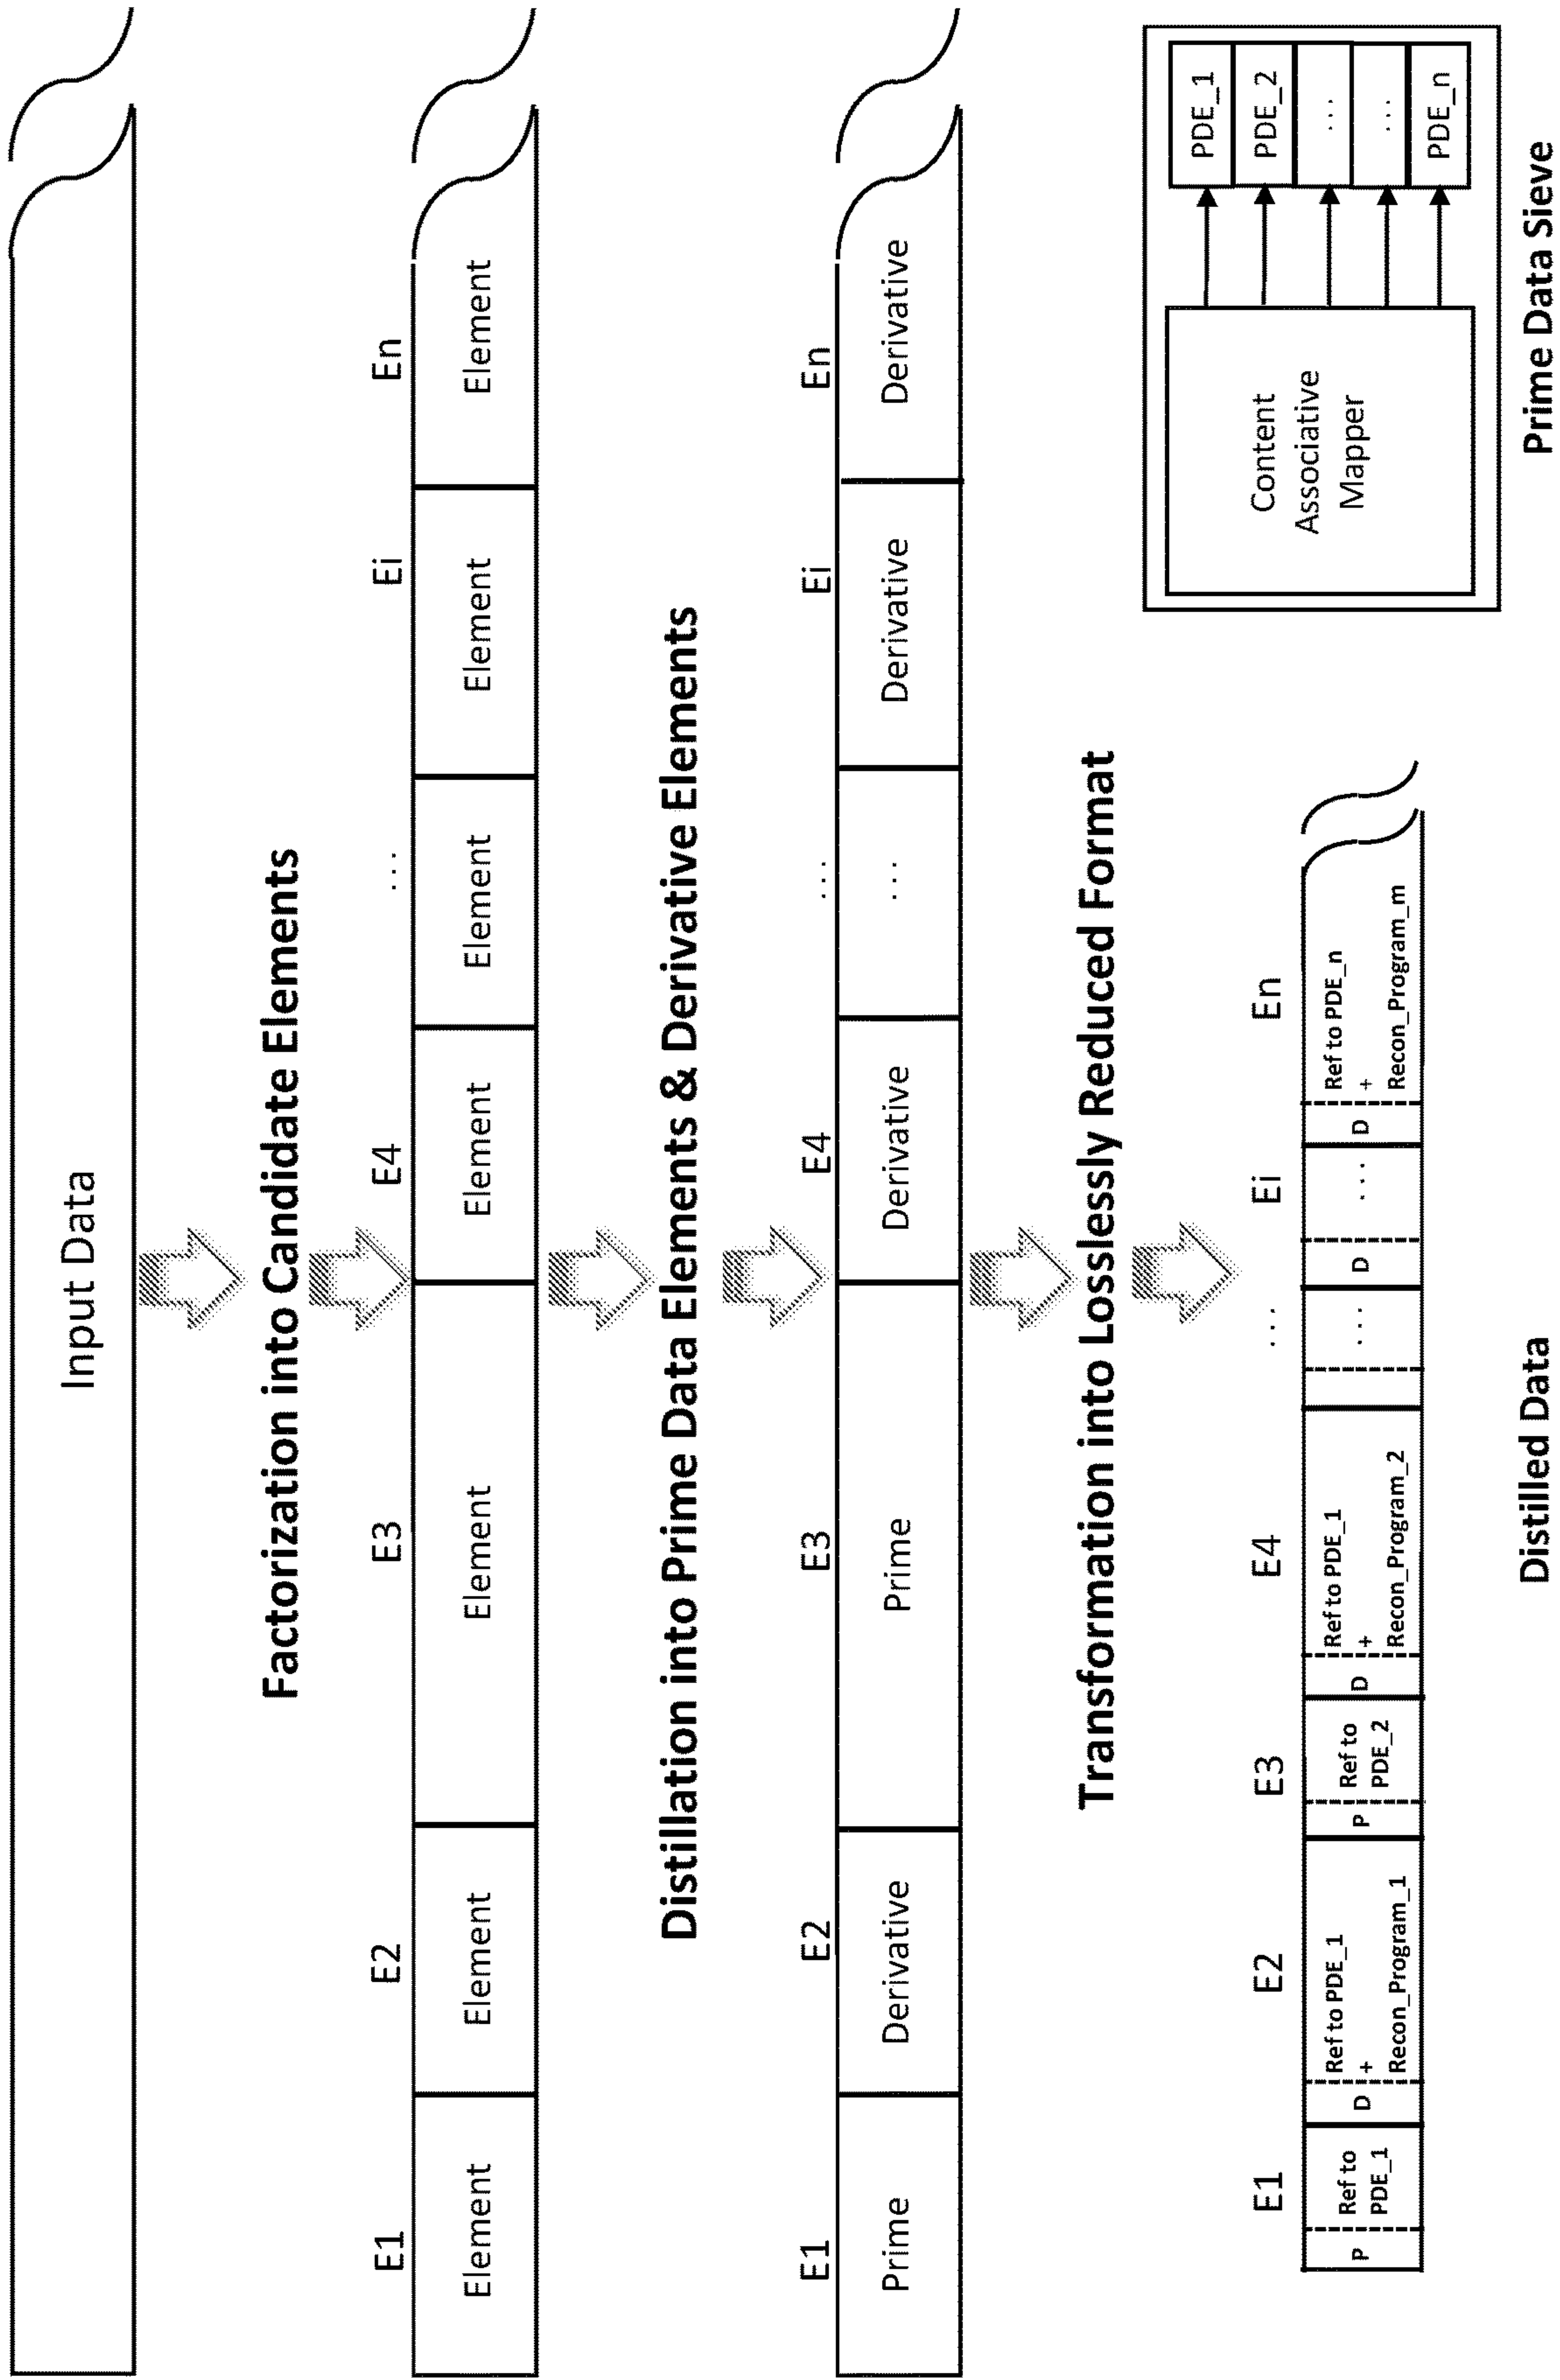 Input Data
Factorization into Candidate Elements
E1 E2 E3 E4 ... Ei En
Element Element Element Element Element Element Element
Distillation into Prime Data Elements & Derivative Elements
E1 E2 E3 E4 ... Ei En
Prime Derivative Prime Derivative ... Derivative Derivative
Transformation into Losslessly Reduced Format
E1
P
Ref to
PDE_1
E2
D
Ref to PDE_1
+
Recon_Program_1
E3
P
Ref to
PDE_2
E4
D
Ref to PDE_1
+
Recon_Program_2
...
...
Ei
D
...
En
D
Ref to PDE_n
+
Recon_Program_m
Distilled Data
Content
Associative
Mapper
PDE_1
PDE_2
...
...
PDE_n
Prime Data Sieve